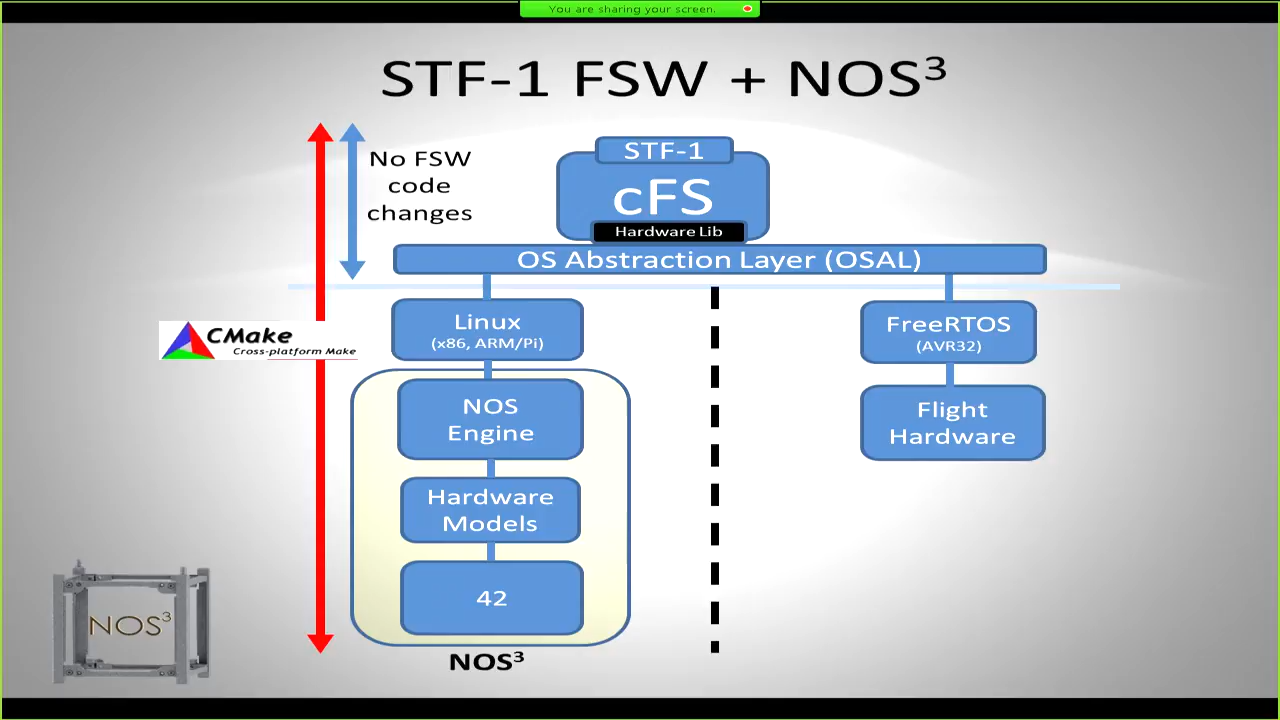 You are sharing your screen.
STF-1 FSW + NOS³
No FSW
code
changes
STF-1
cFS
Hardware Lib
OS Abstraction Layer (OSAL)
CMake
Cross-platform Make
Linux
(x86, ARM/Pi)
FreeRTOS
(AVR32)
NOS
Engine
Flight
Hardware
Hardware
Models
42
NOS³
NOS³